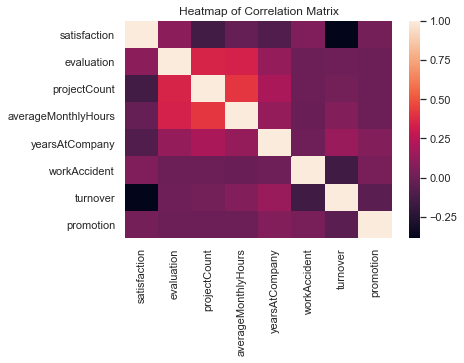 Heatmap of Correlation Matrix
satisfaction
evaluation
projectCount
averageMonthlyHours
yearsAtCompany
workAccident
turnover
promotion
satisfaction
evaluation
projectCount
averageMonthlyHours
yearsAtCompany
workAccident
turnover
promotion
1.00
0.75
0.50
0.25
0.00
−0.25